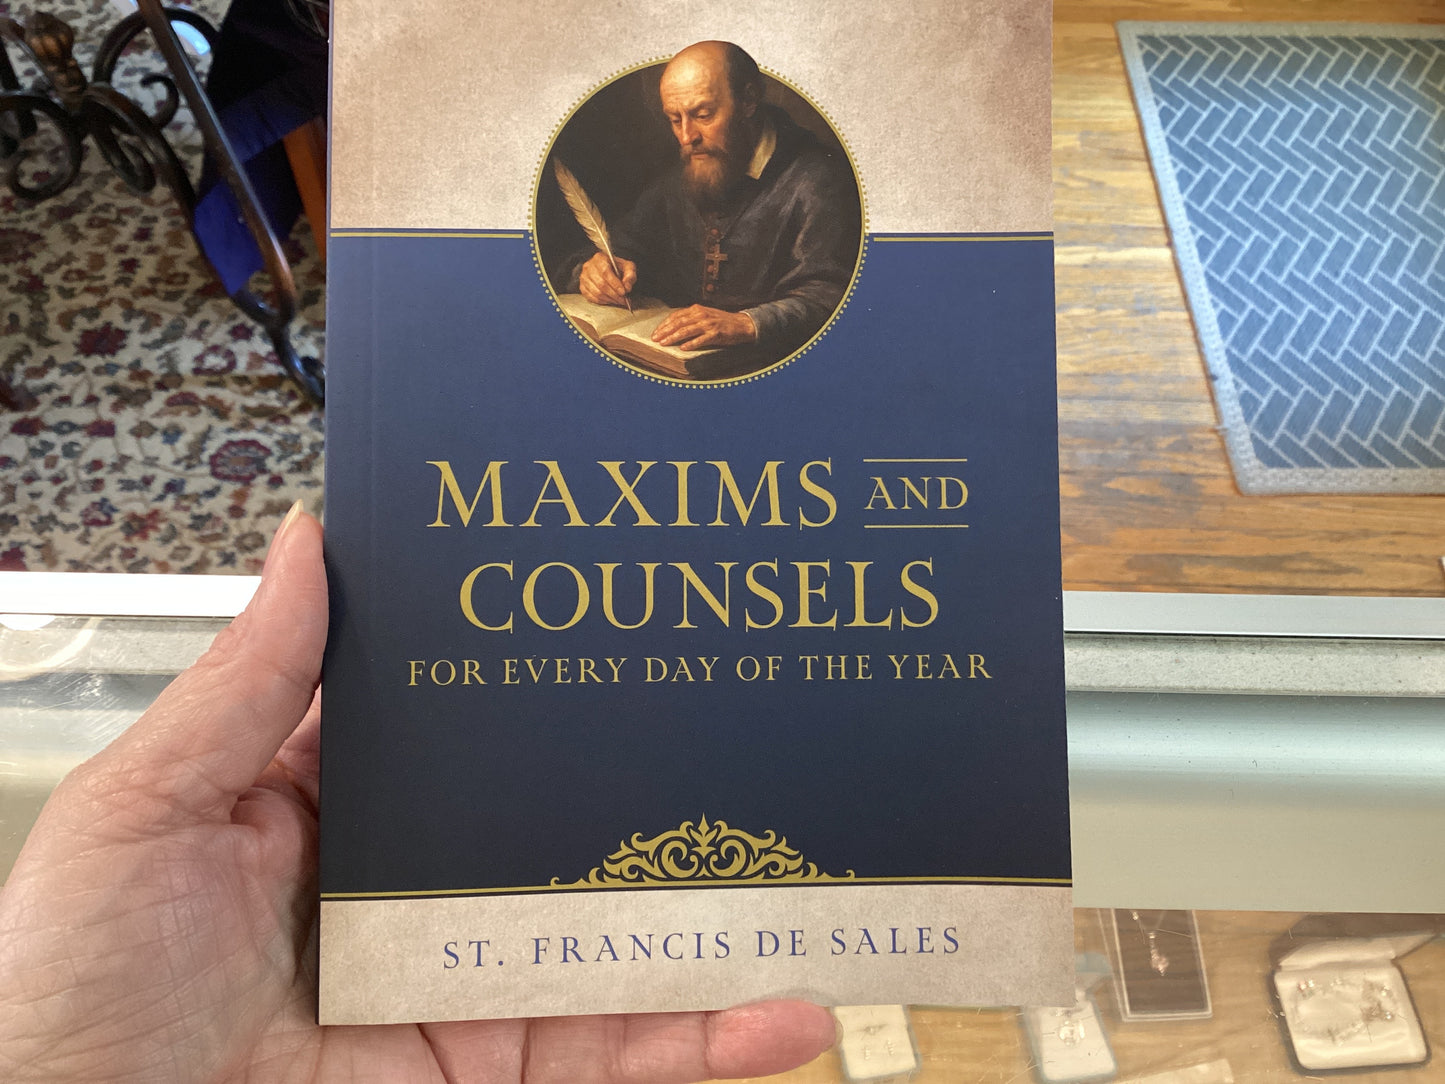 MAXIMS AND
COUNSELS
FOR EVERY DAY OF THE YEAR
ST. FRANCIS DE SALES